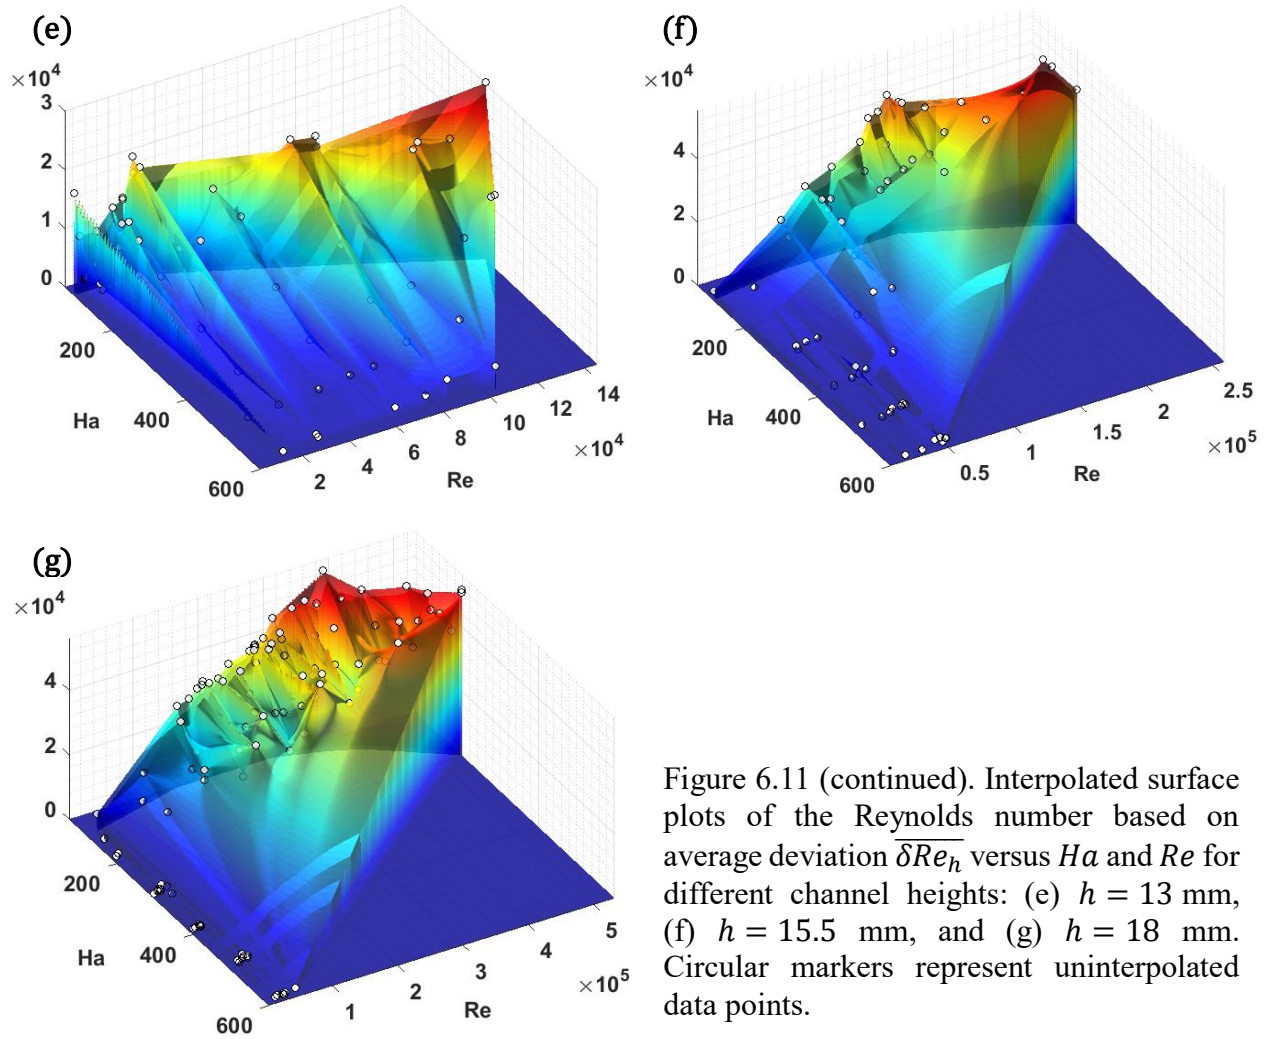 (e)
×10⁴
3
2
1
0
200
Ha
400
600
2
4
6
8
10
12
14
×10⁴
Re
(f)
×10⁴
4
2
0
200
Ha
400
600
0.5
1
1.5
2
2.5
×10⁵
Re
(g)
×10⁴
4
2
0
200
Ha
400
600
1
2
3
4
5
×10⁵
Re
Figure 6.11 (continued). Interpolated surface
plots of the Reynolds number based on
average deviation \overline{δRe_h} versus Ha and Re for
different channel heights: (e) h = 13 mm,
(f) h = 15.5 mm, and (g) h = 18 mm.
Circular markers represent uninterpolated
data points.